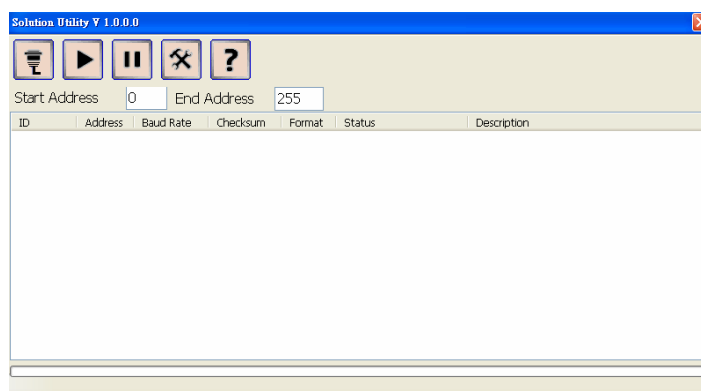 Solution Utility V 1.0.0.0
?
Start Address 0 End Address 255
ID Address Baud Rate Checksum Format Status Description